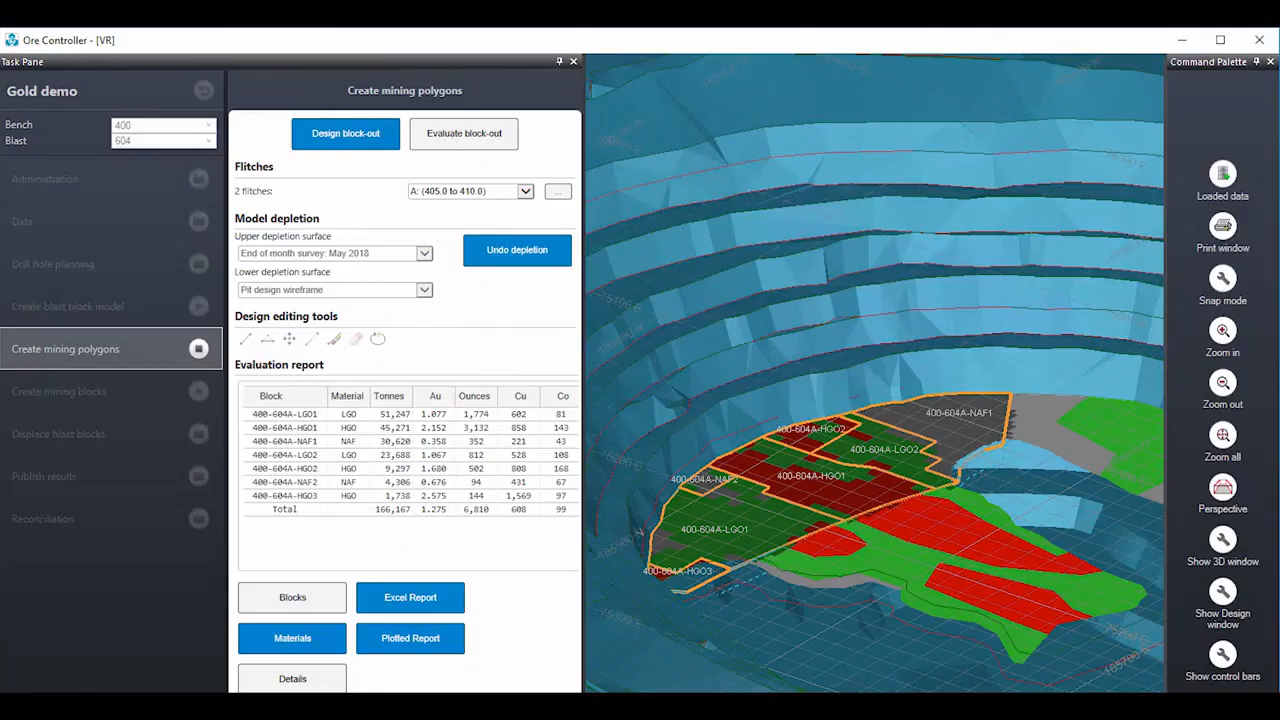 Ore Controller - [VR]
Task Pane
Command Palette
Gold demo
Bench 400
Blast 604
Administration
Data
Drill hole planning
Create blast block model
Create mining polygons
Create mining blocks
Displace blast blocks
Publish results
Reconciliation
Create mining polygons
Design block-out Evaluate block-out
Flitches
2 flitches: A: (405.0 to 410.0) ...
Model depletion
Upper depletion surface
End of month survey: May 2018
Undo depletion
Lower depletion surface
Pit design wireframe
Design editing tools
Evaluation report
Block Material Tonnes Au Ounces Cu Co
400-604A-LGO1 LGO 51,247 1.077 1,774 602 81
400-604A-HGO1 HGO 45,271 2.152 3,132 858 143
400-604A-NAF1 NAF 30,620 0.358 352 221 43
400-604A-LGO2 LGO 23,688 1.067 812 528 108
400-604A-HGO2 HGO 9,297 1.680 502 808 168
400-604A-NAF2 NAF 4,306 0.676 94 431 67
400-604A-HGO3 HGO 1,738 2.575 144 1,569 97
Total 166,167 1.275 6,810 608 99
Blocks Excel Report
Materials Plotted Report
Details
400-604A-NAF1
400-604A-HGO2
400-604A-LGO2
400-604A-HGO1
400-604A-NAF2
400-604A-LGO1
400-604A-HGO3
Loaded data
Print window
Snap mode
Zoom in
Zoom out
Zoom all
Perspective
Show 3D window
Show Design
window
Show control bars